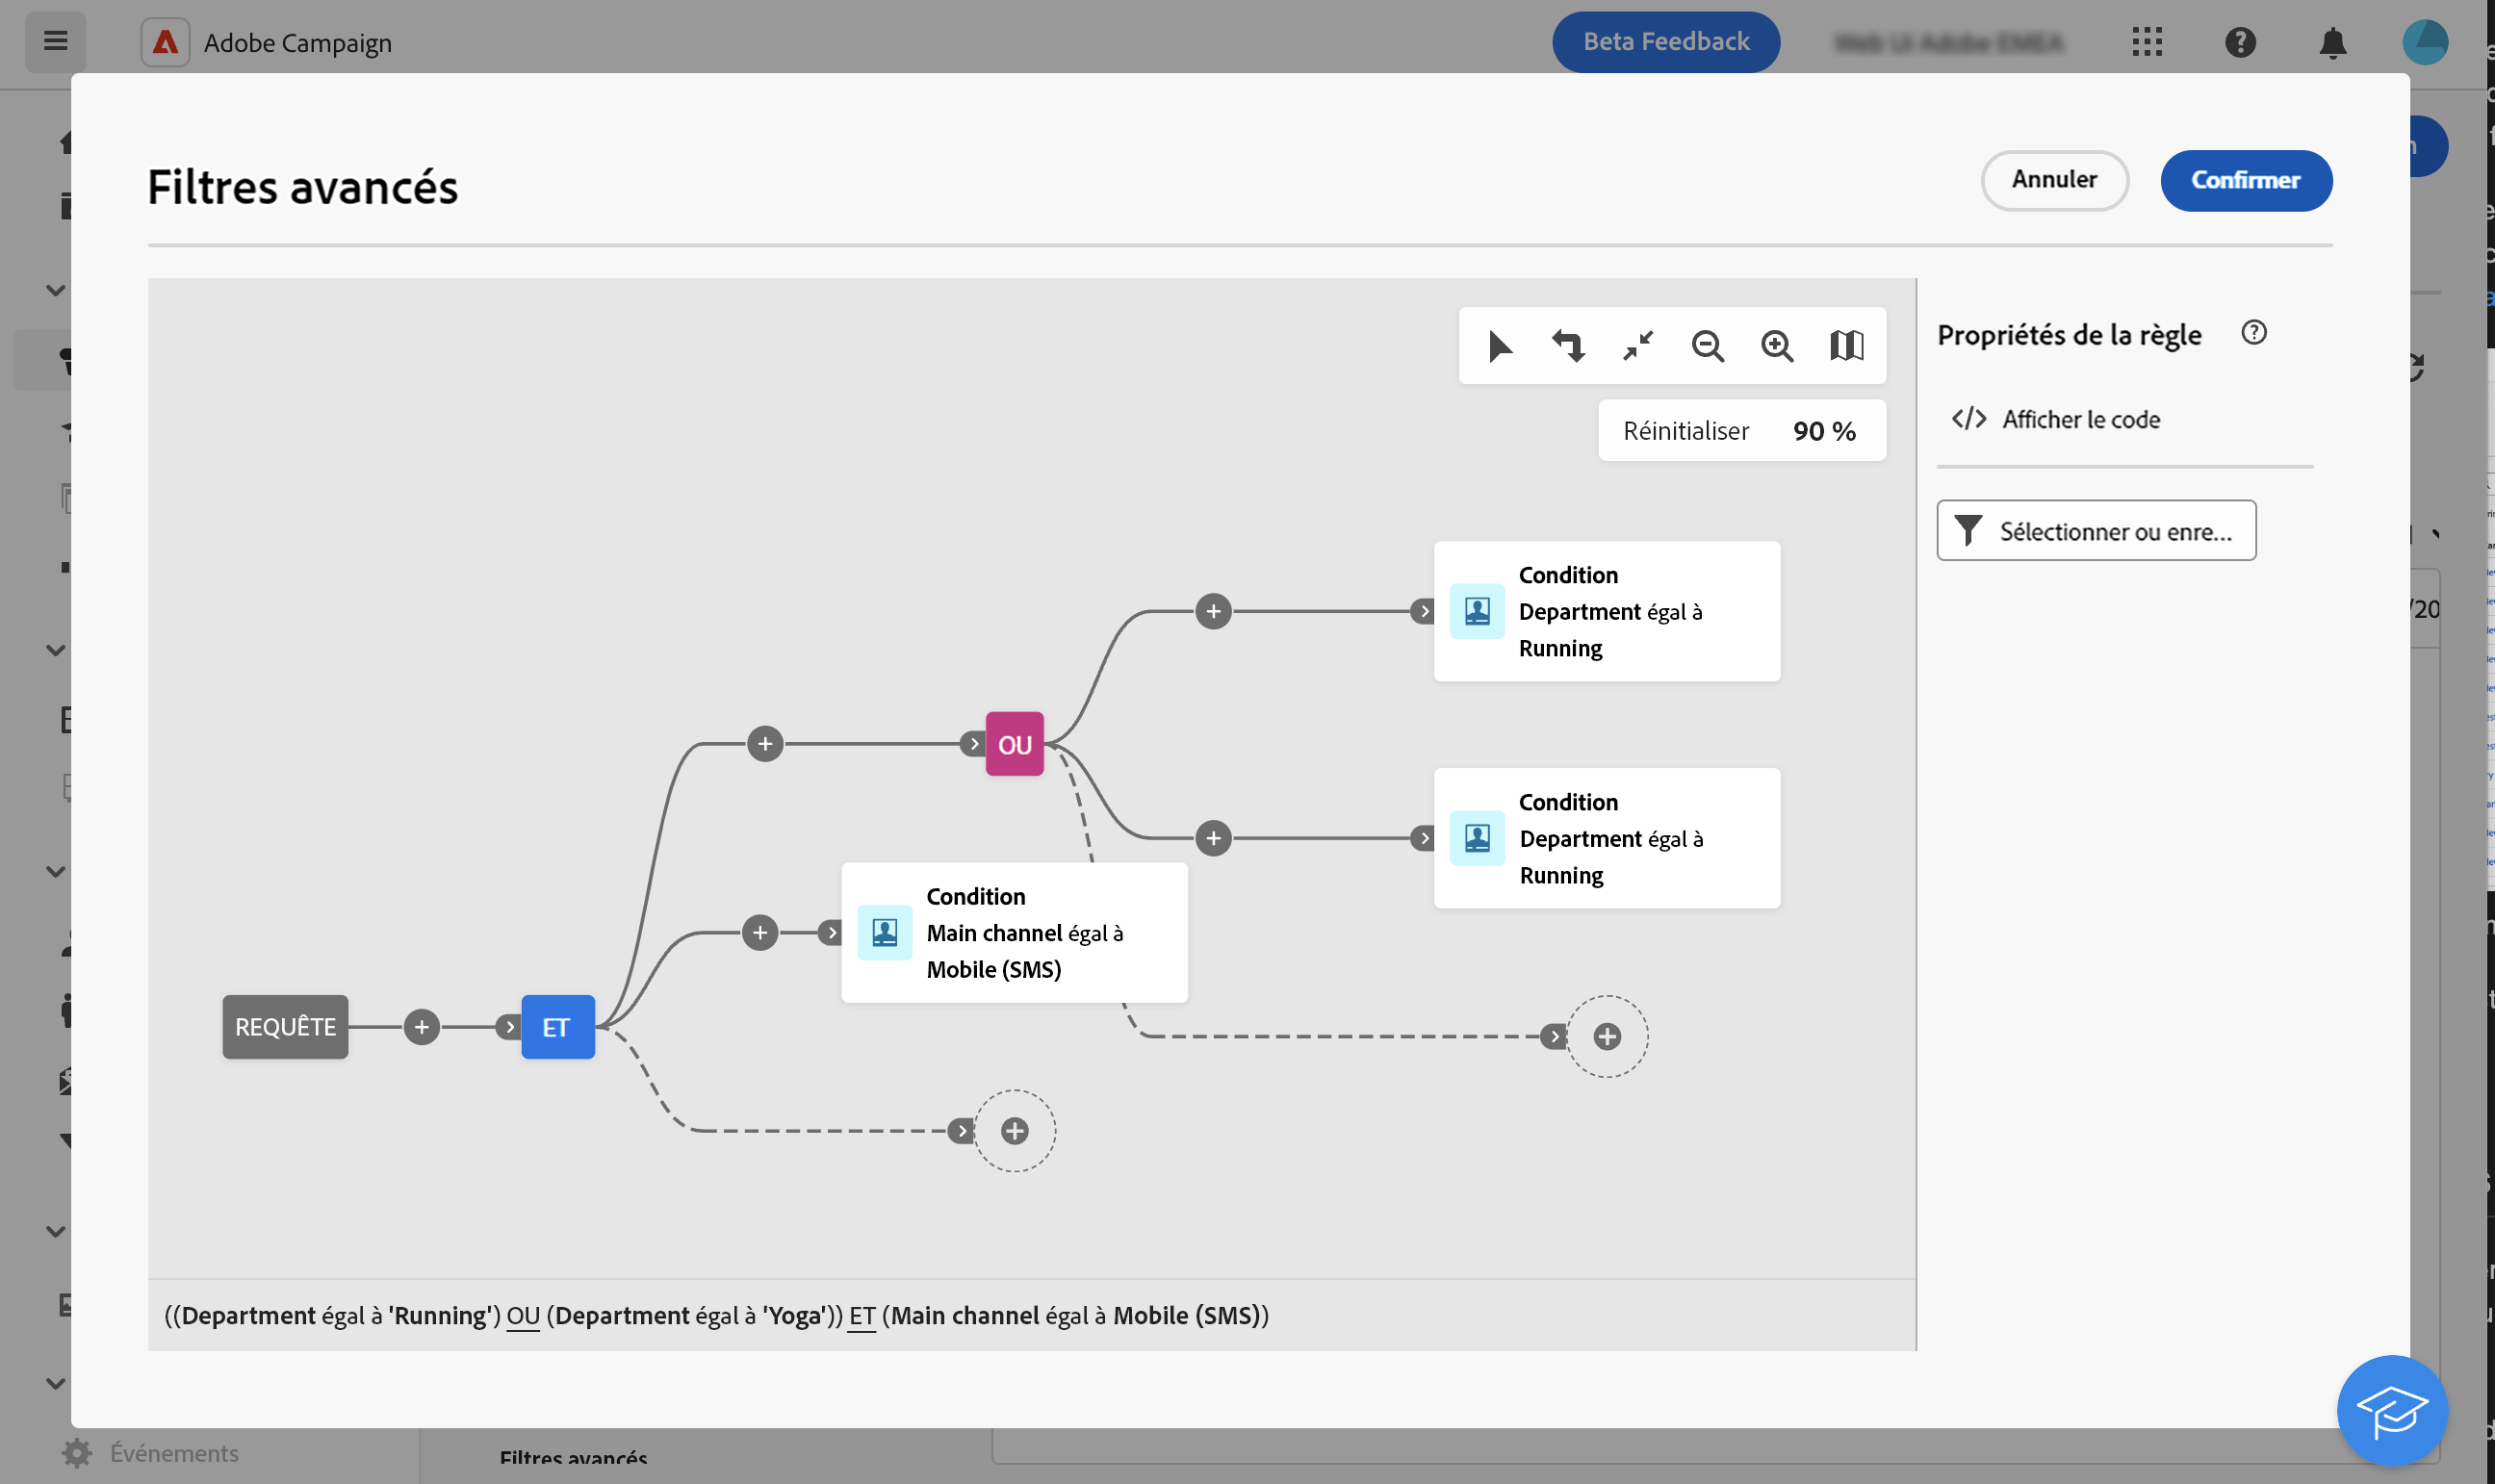 Adobe Campaign
Beta Feedback
Filtres avancés
Annuler
Confirmer
Réinitialiser 90 %
Propriétés de la règle
</> Afficher le code
Sélectionner ou enre...
Condition
Department égal à
Running
OU
Condition
Department égal à
Running
Condition
Main channel égal à
Mobile (SMS)
REQUÊTE
ET
((Department égal à 'Running') OU (Department égal à 'Yoga')) ET (Main channel égal à Mobile (SMS))
Événements
Filtres avancés
/20